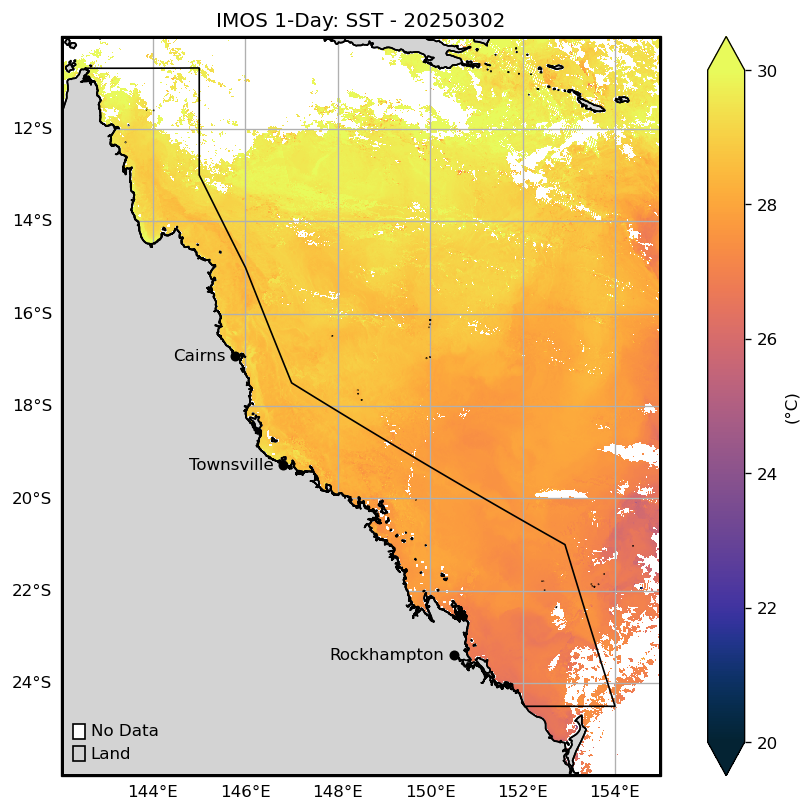 IMOS 1-Day: SST - 20250302
30
12°S
28
14°S
16°S
26
Cairns
18°S
(°C)
Townsville
24
20°S
22°S
22
Rockhampton
24°S
No Data
Land
20
144°E 146°E 148°E 150°E 152°E 154°E